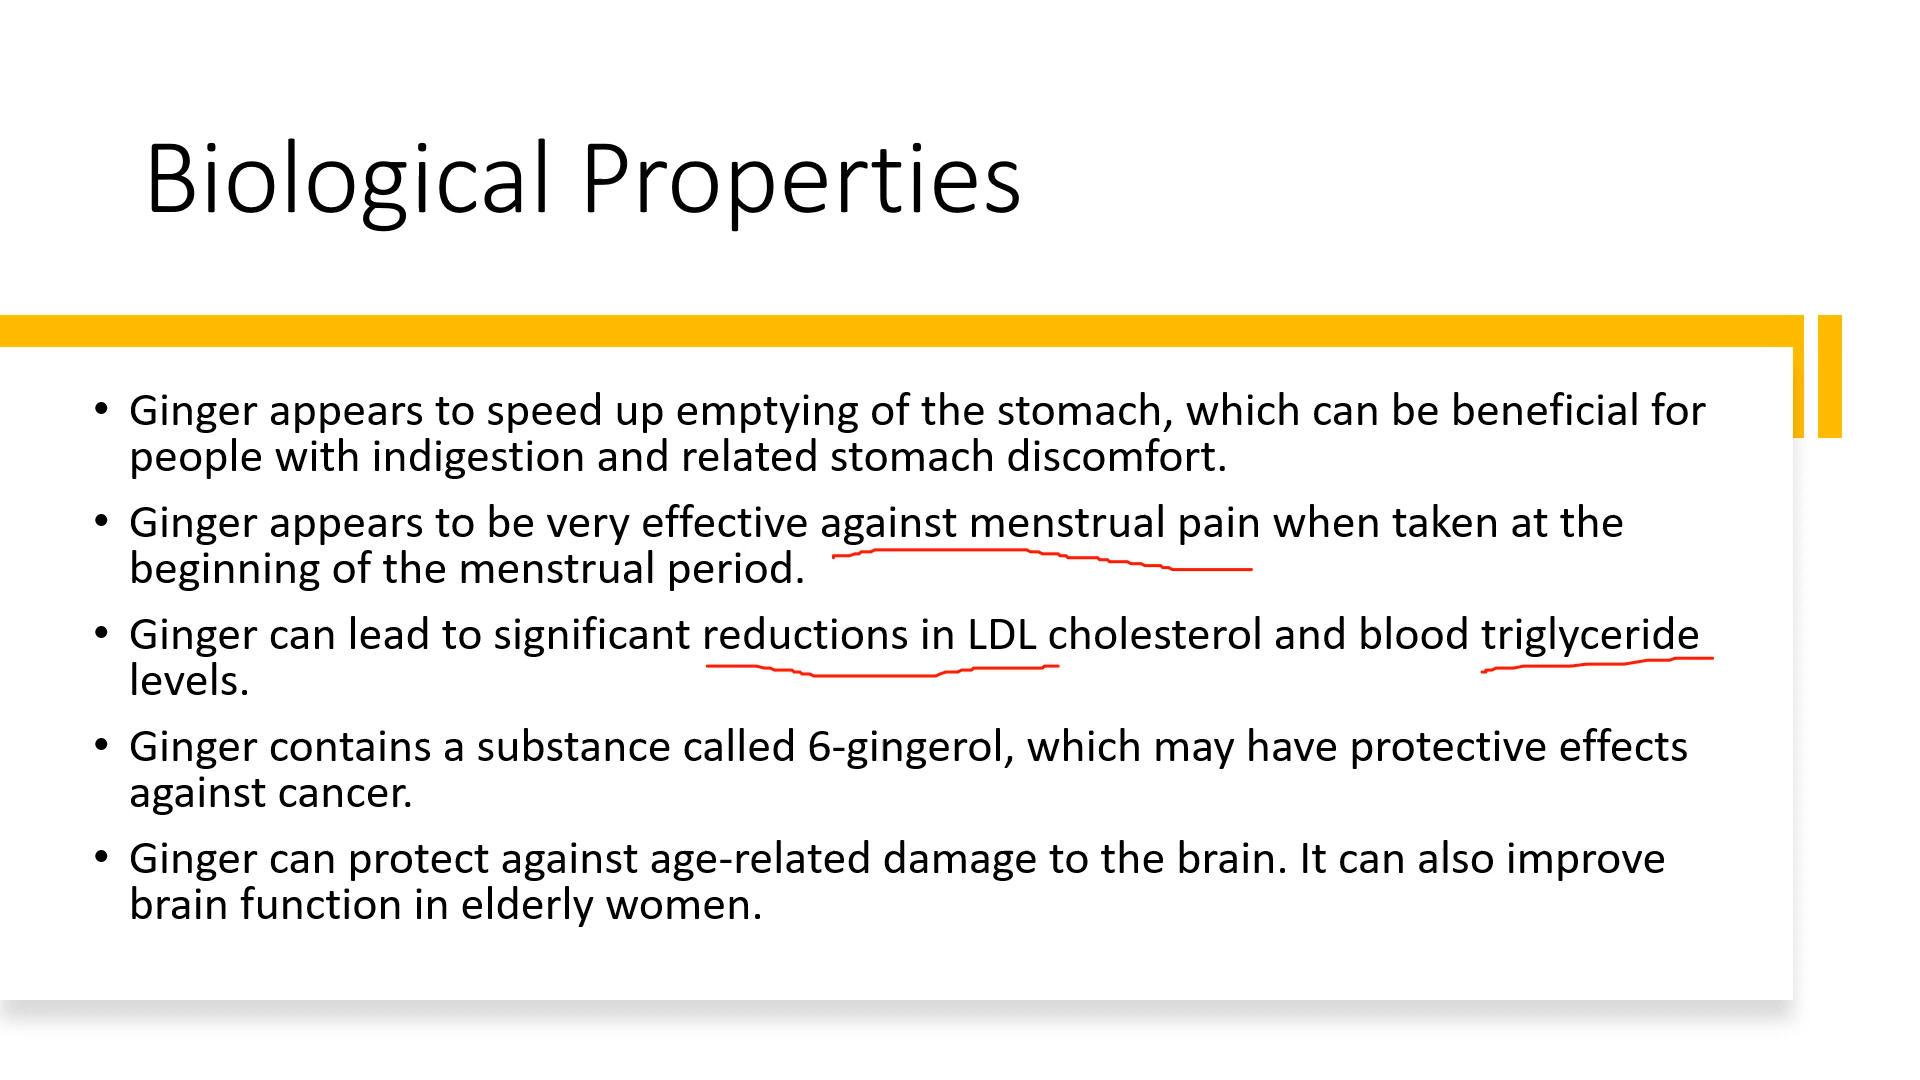 Biological Properties
• Ginger appears to speed up emptying of the stomach, which can be beneficial for
people with indigestion and related stomach discomfort.
• Ginger appears to be very effective against menstrual pain when taken at the
beginning of the menstrual period.
• Ginger can lead to significant reductions in LDL cholesterol and blood triglyceride
levels.
• Ginger contains a substance called 6-gingerol, which may have protective effects
against cancer.
• Ginger can protect against age-related damage to the brain. It can also improve
brain function in elderly women.